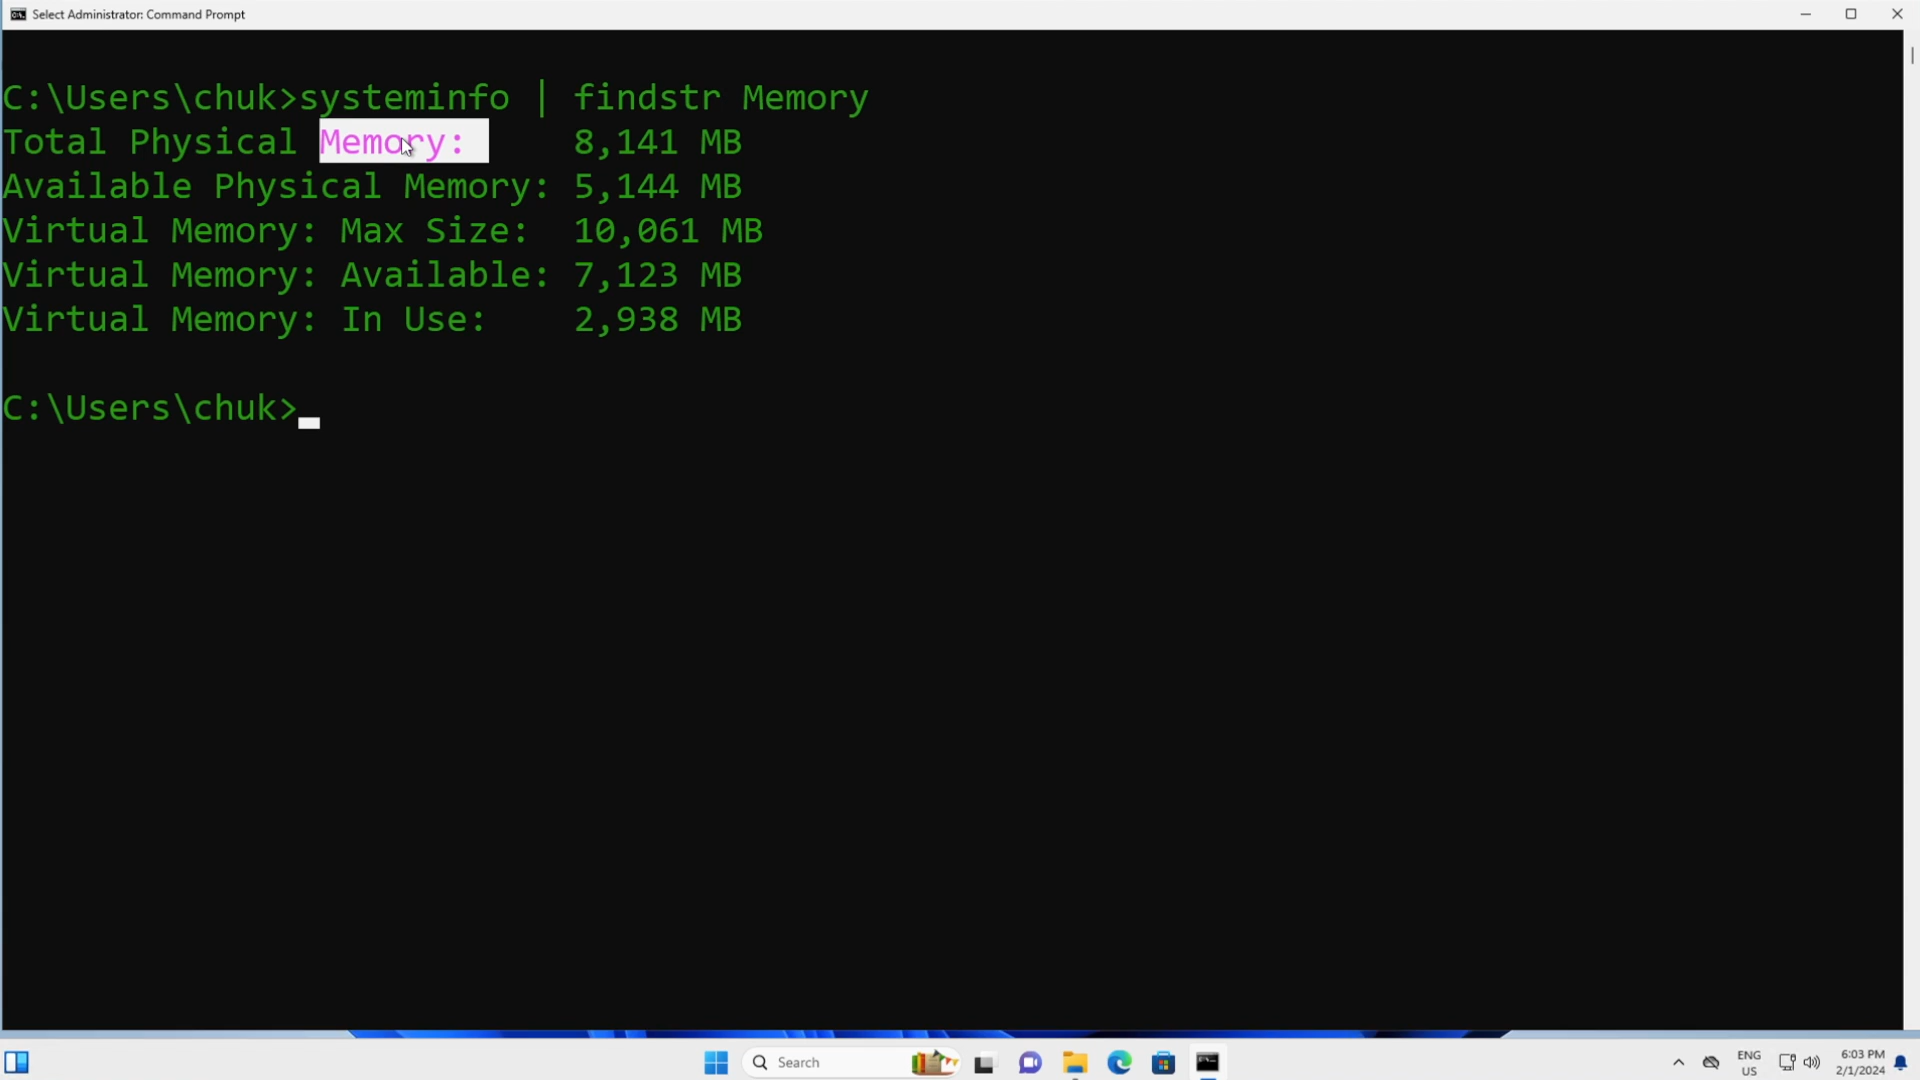 Select Administrator: Command Prompt
C:\Users\chuk>systeminfo | findstr Memory
Total Physical Memory:     8,141 MB
Available Physical Memory: 5,144 MB
Virtual Memory: Max Size:  10,061 MB
Virtual Memory: Available: 7,123 MB
Virtual Memory: In Use:    2,938 MB
C:\Users\chuk>
Search
ENG
US
6:03 PM
2/1/2024